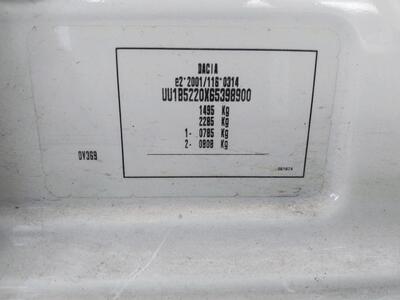 DACIA
e2*2001/116*0314
UU1B5220X65398900
1495 Kg
2285 Kg
1- 0785 Kg
2- 0808 Kg
OV369